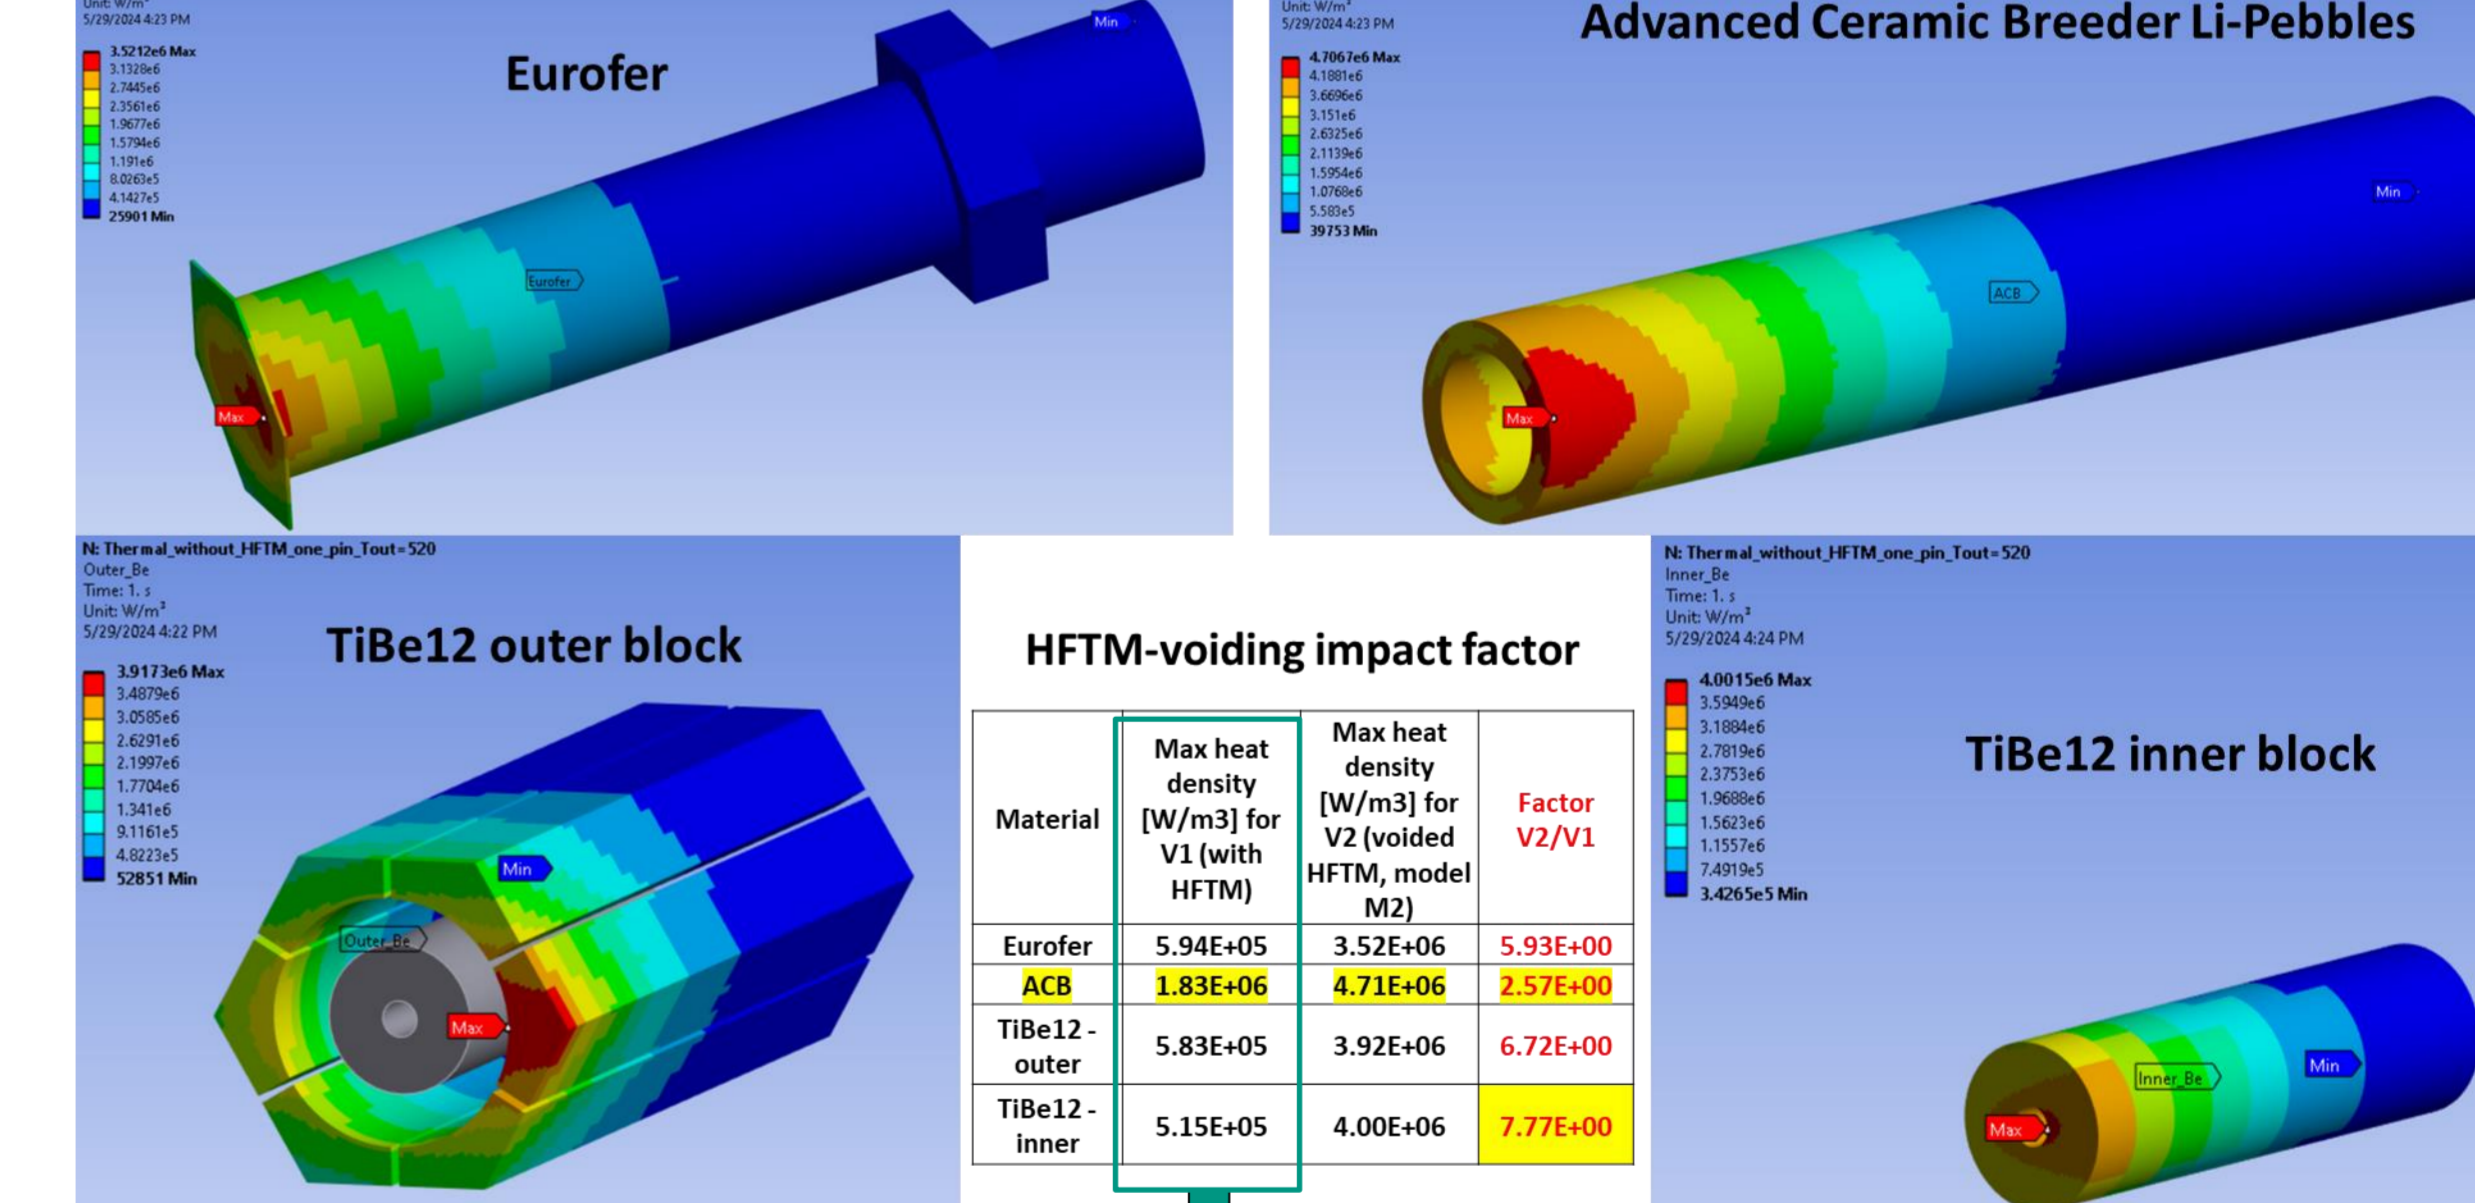 Unit: W/m³
5/29/2024 4:23 PM
3.5212e6 Max
3.1328e6
2.7445e6
2.3561e6
1.9677e6
1.5794e6
1.191e6
8.0263e5
4.1427e5
25901 Min
Eurofer
Min
Eurofer
Max
Unit: W/m³
5/29/2024 4:23 PM
4.7067e6 Max
4.1881e6
3.6696e6
3.151e6
2.6325e6
2.1139e6
1.5954e6
1.0768e6
5.583e5
39753 Min
Advanced Ceramic Breeder Li-Pebbles
Min
ACB
Max
N: Thermal_without_HFTM_one_pin_Tout=520
Outer_Be
Time: 1. s
Unit: W/m³
5/29/2024 4:22 PM
3.9173e6 Max
3.4879e6
3.0585e6
2.6291e6
2.1997e6
1.7704e6
1.341e6
9.1161e5
4.8223e5
52851 Min
TiBe12 outer block
Min
Outer_Be
Max
HFTM-voiding impact factor
Material
Max heat
density
[W/m3] for
V1 (with
HFTM)
Max heat
density
[W/m3] for
V2 (voided
HFTM, model
M2)
Factor
V2/V1
Eurofer 5.94E+05 3.52E+06 5.93E+00
ACB 1.83E+06 4.71E+06 2.57E+00
TiBe12 -
outer
5.83E+05 3.92E+06 6.72E+00
TiBe12 -
inner
5.15E+05 4.00E+06 7.77E+00
N: Thermal_without_HFTM_one_pin_Tout=520
Inner_Be
Time: 1. s
Unit: W/m³
5/29/2024 4:24 PM
4.0015e6 Max
3.5949e6
3.1884e6
2.7819e6
2.3753e6
1.9688e6
1.5623e6
1.1557e6
7.4919e5
3.4265e5 Min
TiBe12 inner block
Inner_Be
Min
Max